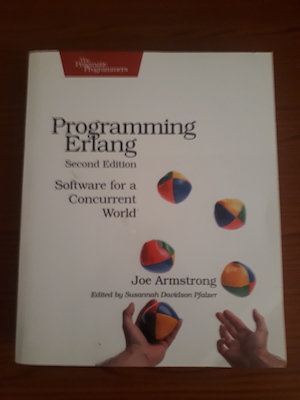 The
Pragmatic
Programmers
Programming
Erlang
Second Edition
Software for a
Concurrent
World
Joe Armstrong
Edited by Susannah Davidson Pfalzer